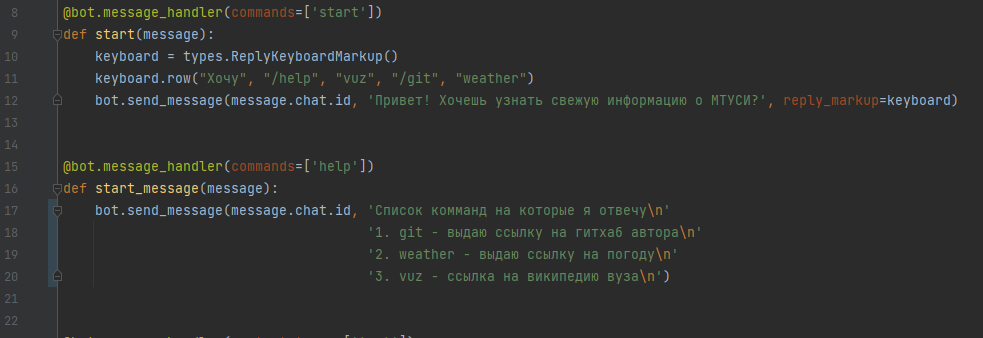 8 @bot.message_handler(commands=['start'])
9 def start(message):
10 keyboard = types.ReplyKeyboardMarkup()
11 keyboard.row("Хочу", "/help", "vuz", "/git", "weather")
12 bot.send_message(message.chat.id, 'Привет! Хочешь узнать свежую информацию о МТУСИ?', reply_markup=keyboard)
13
14
15 @bot.message_handler(commands=['help'])
16 def start_message(message):
17 bot.send_message(message.chat.id, 'Список комманд на которые я отвечу\n'
18 '1. git - выдаю ссылку на гитхаб автора\n'
19 '2. weather - выдаю ссылку на погоду\n'
20 '3. vuz - ссылка на википедию вуза\n')
21
22